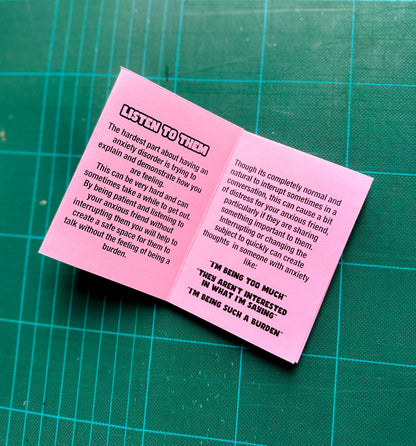 LISTEN TO THEM
The hardest part about having an
anxiety disorder is trying to
explain and demonstrate how you
are feeling.
This can be very hard and can
sometimes take a while to get out.
By being patient and listening to
your anxious friend without
interrupting them you will help to
create a safe space for them to
talk without the feeling of being a
burden.
Though its completely normal and
natural to interupt sometimes in a
conversation, this can cause a bit
of distress for your anxious friend,
particularly if they are sharing
something important to them.
Interrupting or changing the
subject to quickly can create
thoughts in someone with anxiety
like:
"I'M BEING TOO MUCH"
"THEY AREN'T INTERESTED
IN WHAT I'M SAYING"
"I'M BEING SUCH A BURDEN"